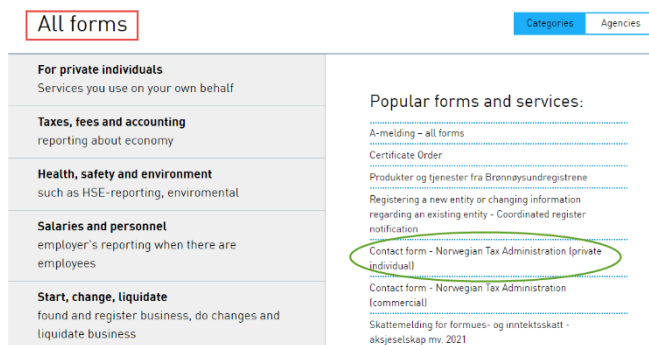 All forms
Categories
Agencies
For private individuals
Services you use on your own behalf
Taxes, fees and accounting
reporting about economy
Health, safety and environment
such as HSE-reporting, enviromental
Salaries and personnel
employer's reporting when there are
employees
Start, change, liquidate
found and register business, do changes and
liquidate business
Popular forms and services:
A-melding – all forms
Certificate Order
Produkter og tjenester fra Brønnøysundregistrene
Registering a new entity or changing information
regarding an existing entity - Coordinated register
notification
Contact form - Norwegian Tax Administration (private
individual)
Contact form - Norwegian Tax Administration
(commercial)
Skattemelding for formues- og inntektsskatt -
aksjeselskap mv. 2021